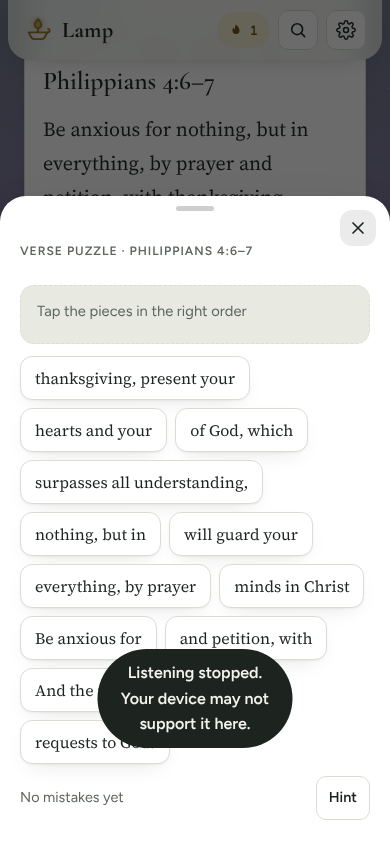 Lamp
1
Philippians 4:6–7
Be anxious for nothing, but in
everything, by prayer and
petition, with thanksgiving
VERSE PUZZLE · PHILIPPIANS 4:6–7
Tap the pieces in the right order
thanksgiving, present your
hearts and your
of God, which
surpasses all understanding,
nothing, but in
will guard your
everything, by prayer
minds in Christ
Be anxious for
and petition, with
And the
requests to
Listening stopped.
Your device may not
support it here.
No mistakes yet
Hint